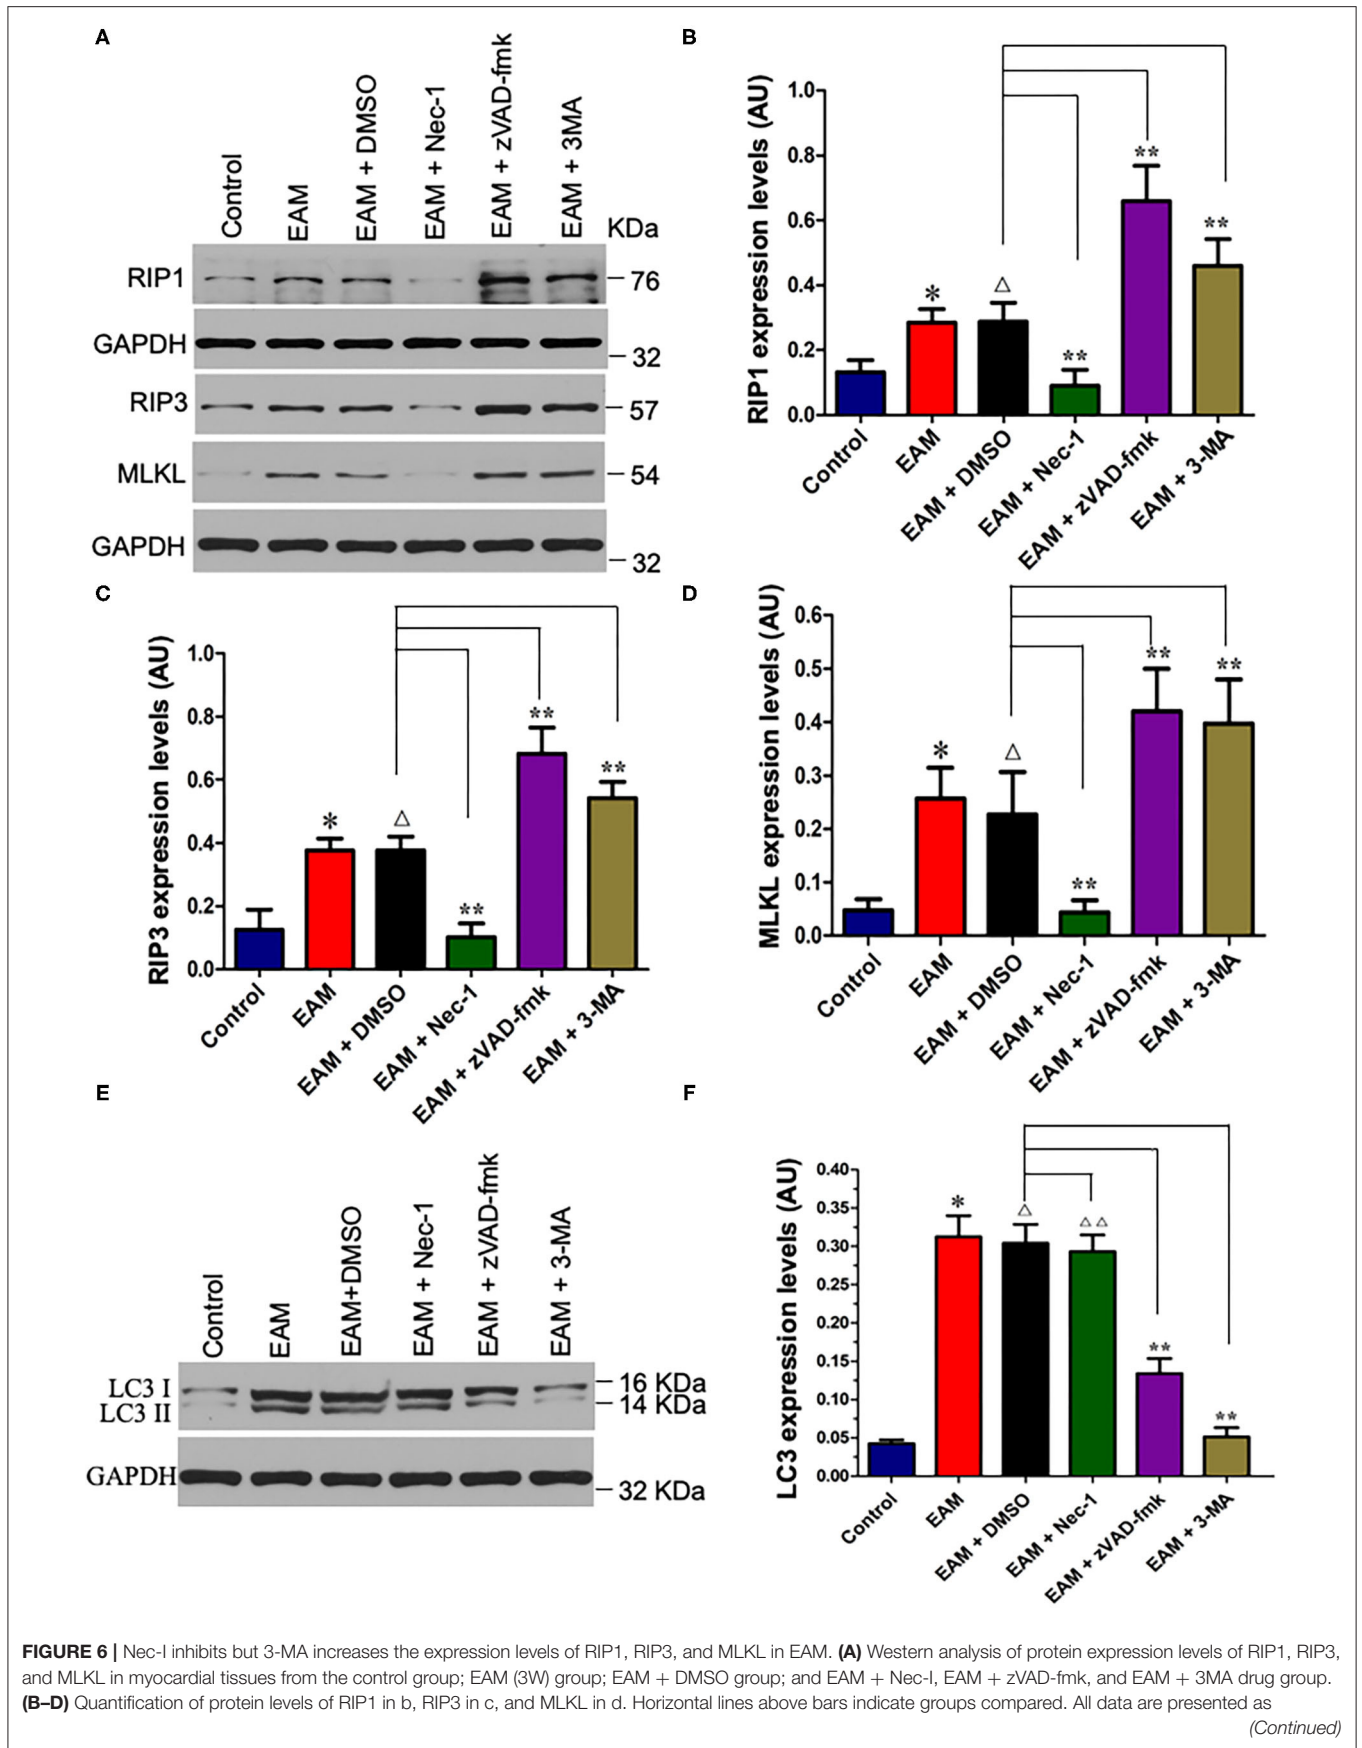 A
Control
EAM
EAM + DMSO
EAM + Nec-1
EAM + zVAD-fmk
EAM + 3MA
KDa
RIP1
76
GAPDH
32
RIP3
57
MLKL
54
GAPDH
32
B
RIP1 expression levels (AU)
1.0
0.8
0.6
0.4
0.2
0.0
*
△
**
**
**
Control
EAM
EAM + DMSO
EAM + Nec-1
EAM + zVAD-fmk
EAM + 3-MA
C
RIP3 expression levels (AU)
1.0
0.8
0.6
0.4
0.2
0.0
*
△
**
**
**
Control
EAM
EAM + DMSO
EAM + Nec-1
EAM + zVAD-fmk
EAM + 3-MA
D
MLKL expression levels (AU)
0.6
0.5
0.4
0.3
0.2
0.1
0.0
*
△
**
**
**
Control
EAM
EAM + DMSO
EAM + Nec-1
EAM + zVAD-fmk
EAM + 3-MA
E
Control
EAM
EAM+DMSO
EAM + Nec-1
EAM + zVAD-fmk
EAM + 3-MA
LC3 I
16 KDa
LC3 II
14 KDa
GAPDH
32 KDa
F
LC3 expression levels (AU)
0.40
0.35
0.30
0.25
0.20
0.15
0.10
0.05
0.00
*
△
△△
**
**
Control
EAM
EAM + DMSO
EAM + Nec-1
EAM + zVAD-fmk
EAM + 3-MA
FIGURE 6 | Nec-I inhibits but 3-MA increases the expression levels of RIP1, RIP3, and MLKL in EAM. (A) Western analysis of protein expression levels of RIP1, RIP3,
and MLKL in myocardial tissues from the control group; EAM (3W) group; EAM + DMSO group; and EAM + Nec-I, EAM + zVAD-fmk, and EAM + 3MA drug group.
(B–D) Quantification of protein levels of RIP1 in b, RIP3 in c, and MLKL in d. Horizontal lines above bars indicate groups compared. All data are presented as
(Continued)